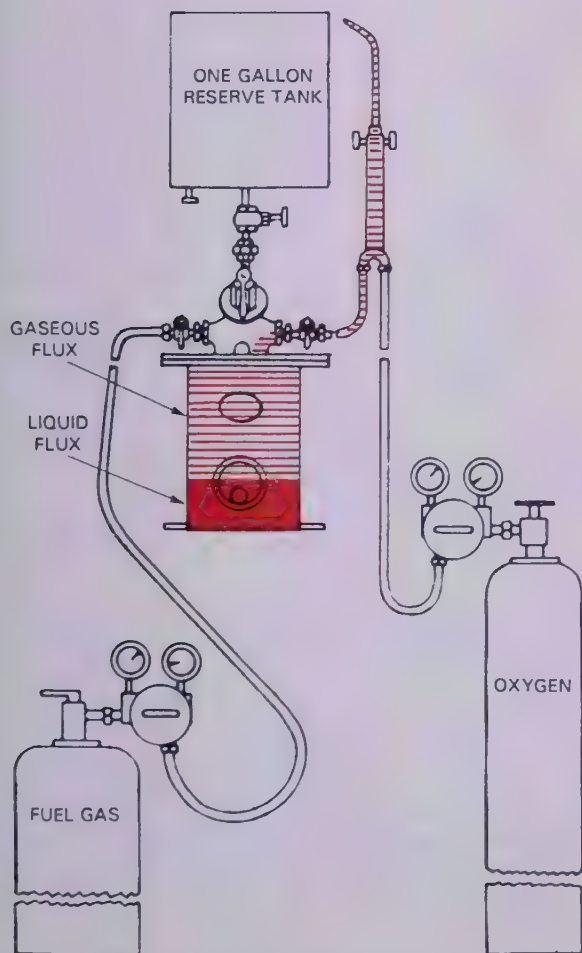 ONE GALLON
RESERVE TANK
GASEOUS
FLUX
LIQUID
FLUX
OXYGEN
FUEL GAS